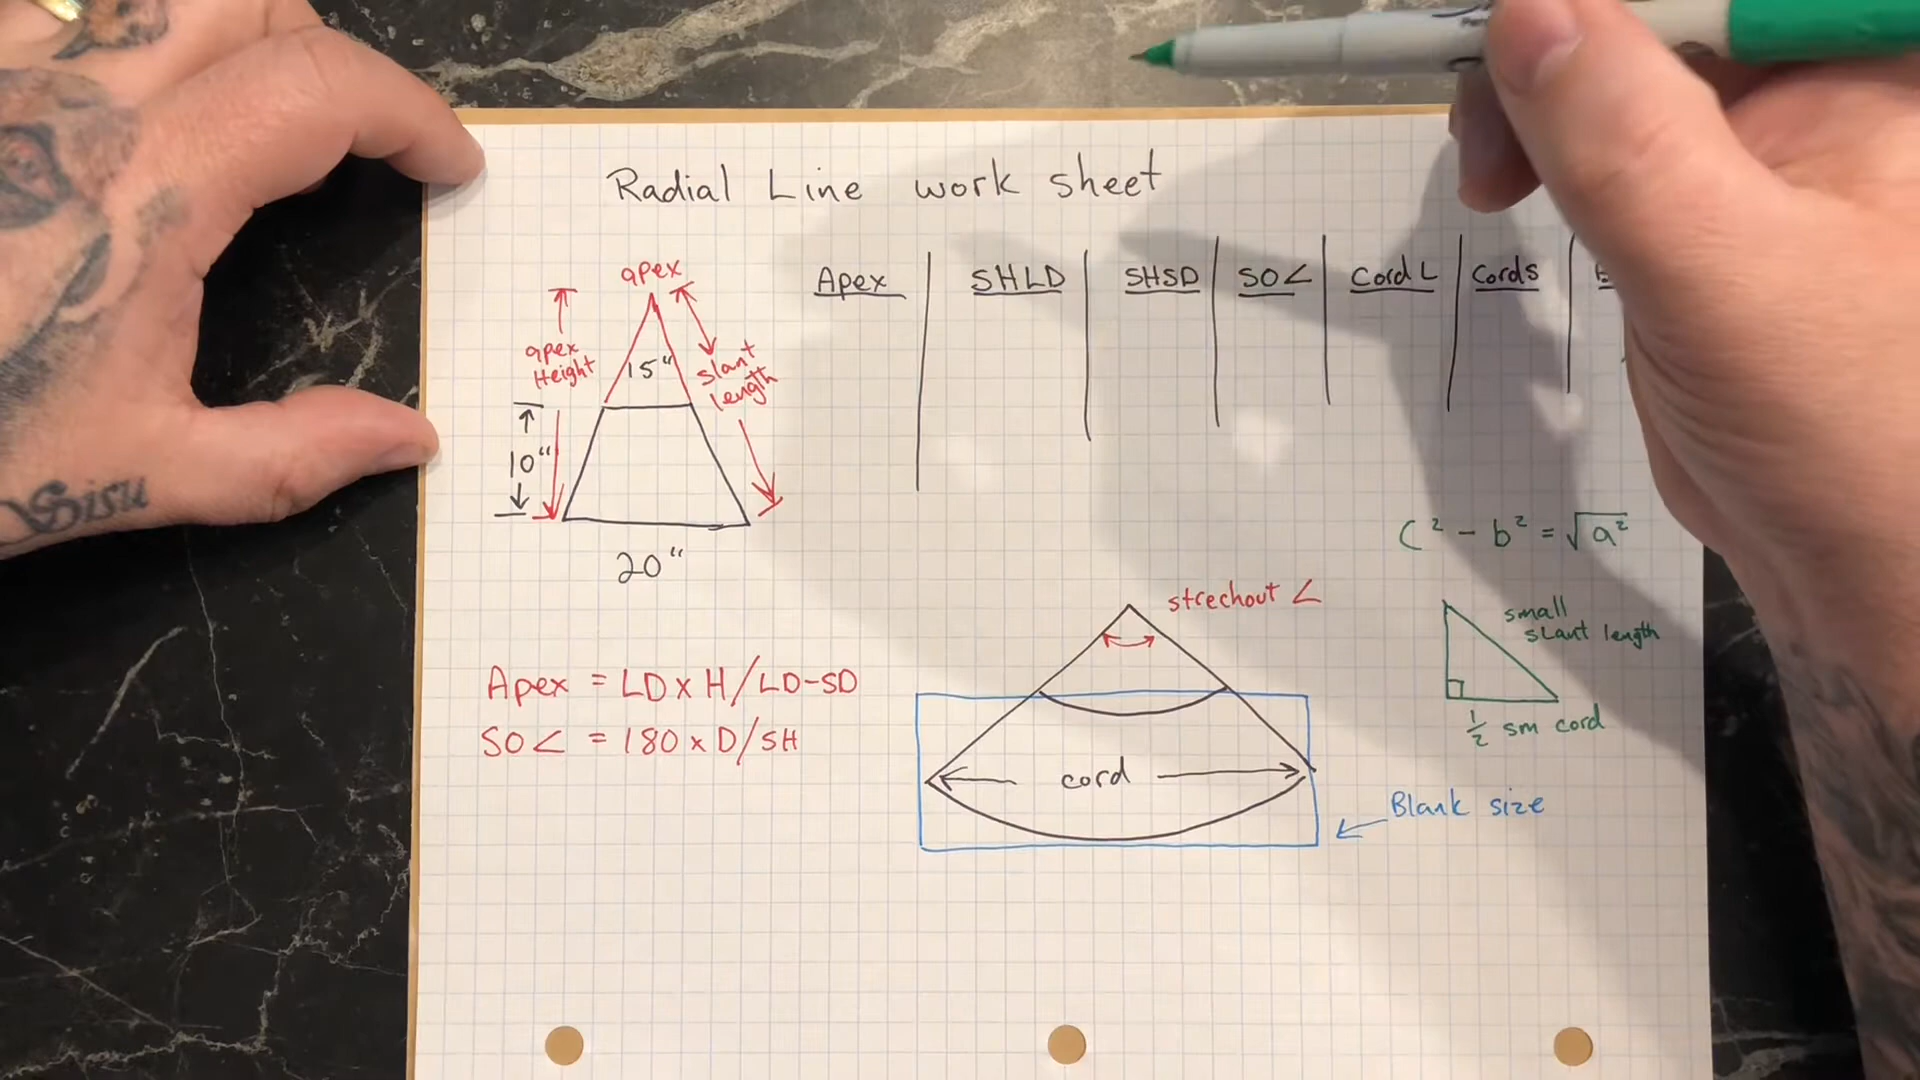 Radial Line work sheet
apex
apex
Height
15"
slant
length
10"
20"
Apex SHLD SHSD SO∠ Cord L Cords
C² - b² = √a²
strechout ∠
small
slant length
½ sm cord
Apex = LD x H/LD-SD
SO∠ = 180 x D/SH
cord
Blank size
Sisu